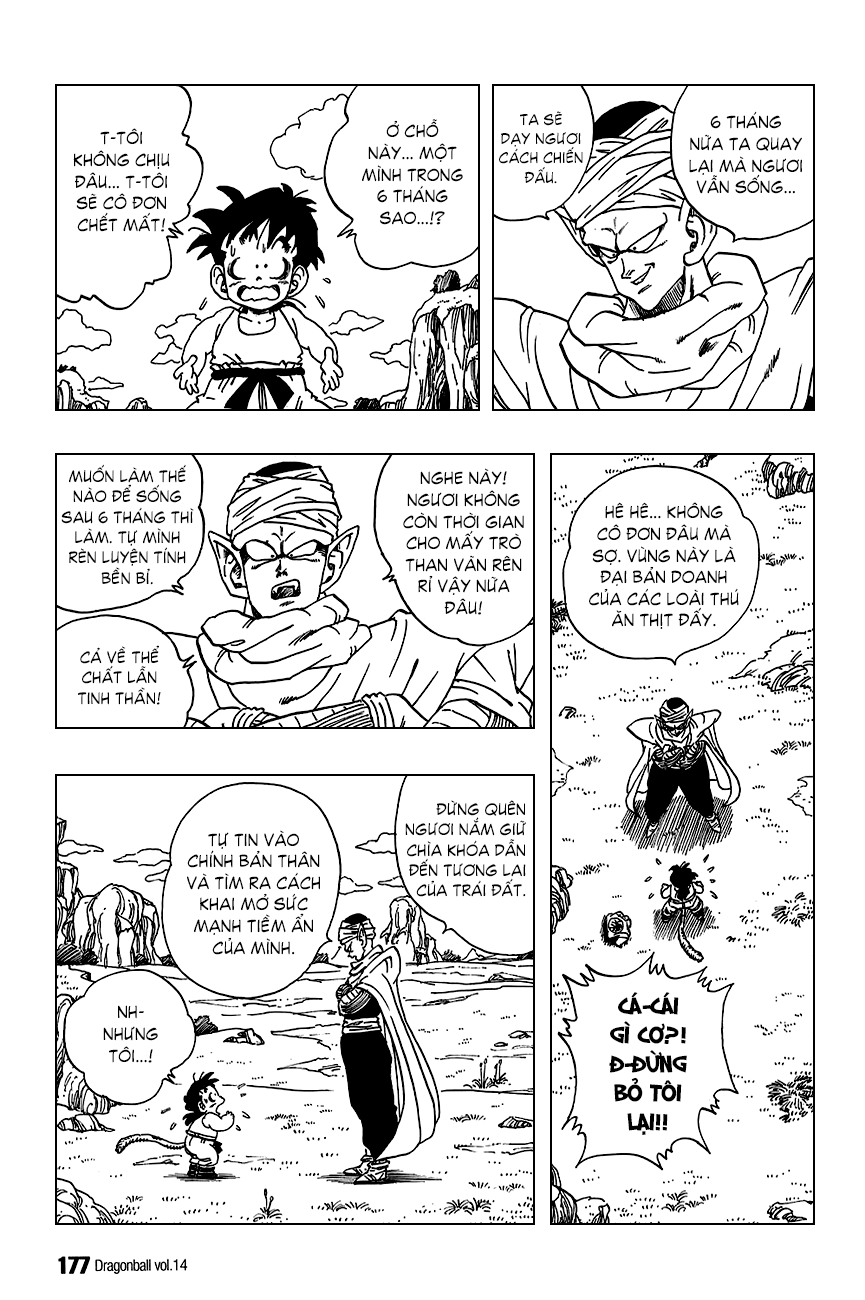 6 THÁNG
NỮA TA QUAY
LẠI MÀ NGƯƠI
VẪN SỐNG...
TA SẼ
DẠY NGƯƠI
CÁCH CHIẾN
ĐẤU.
Ở CHỖ
NÀY... MỘT
MÌNH TRONG
6 THÁNG
SAO...!?
T-TÔI
KHÔNG CHỊU
ĐÂU... T-TÔI
SẼ CÔ ĐƠN
CHẾT MẤT!
HÊ HÊ... KHÔNG
CÔ ĐƠN ĐÂU MÀ
SỢ. VÙNG NÀY LÀ
ĐẠI BẢN DOANH
CỦA CÁC LOÀI THÚ
ĂN THỊT ĐẤY.
CÁ-CÁI
GÌ CƠ?!
Đ-ĐỪNG
BỎ TÔI
LẠI!!
NGHE NÀY!
NGƯƠI KHÔNG
CÒN THỜI GIAN
CHO MẤY TRÒ
THAN VÃN RÊN
RỈ VẬY NỮA
ĐÂU!
MUỐN LÀM THẾ
NÀO ĐỂ SỐNG
SAU 6 THÁNG THÌ
LÀM. TỰ MÌNH
RÈN LUYỆN TÍNH
BỀN BỈ.
CẢ VỀ THỂ
CHẤT LẪN
TINH THẦN!
ĐỪNG QUÊN
NGƯƠI NẮM GIỮ
CHÌA KHÓA DẪN
ĐẾN TƯƠNG LAI
CỦA TRÁI ĐẤT.
TỰ TIN VÀO
CHÍNH BẢN THÂN
VÀ TÌM RA CÁCH
KHAI MỞ SỨC
MẠNH TIỀM ẨN
CỦA MÌNH.
NH-
NHƯNG
TÔI...!
177 Dragonball vol.14